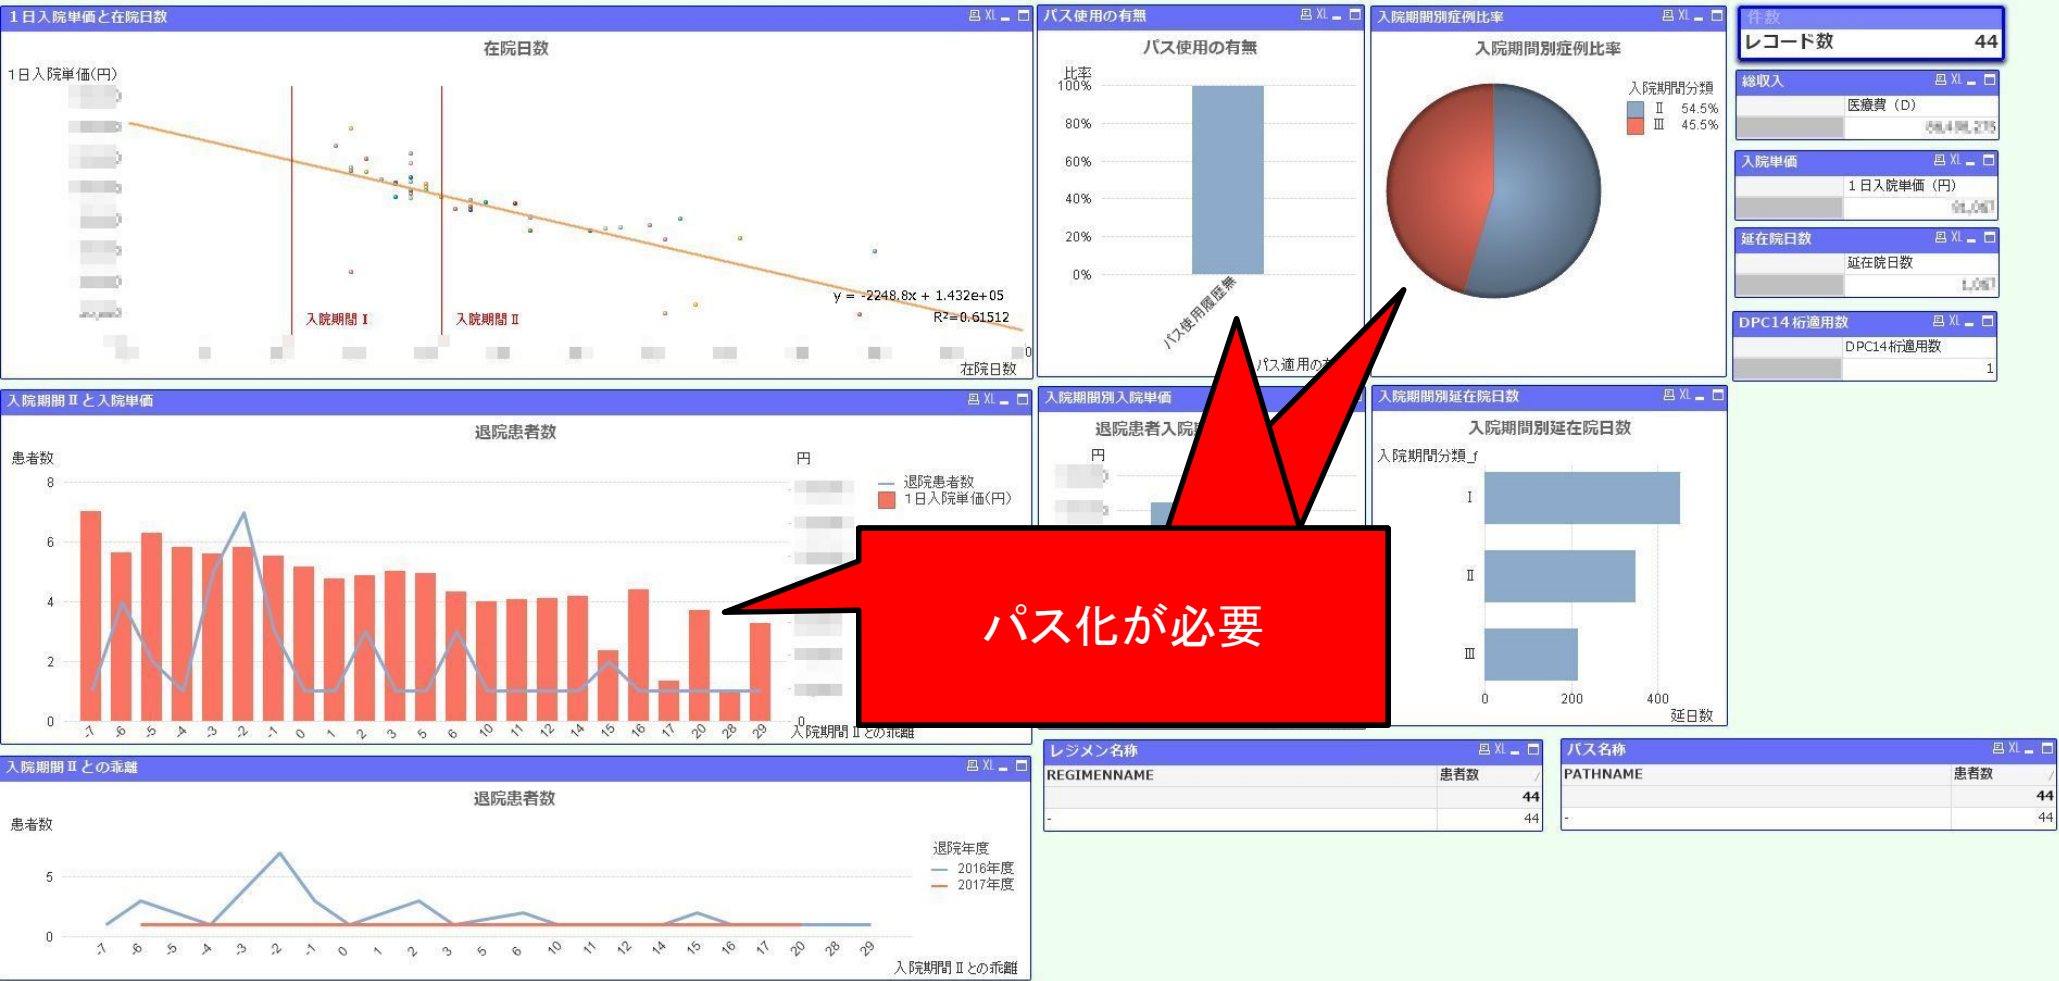 1日入院単価と在院日数
XL
在院日数
1日入院単価(円)
入院期間 I
入院期間 II
y = -2248.8x + 1.432e+05
R²=0.61512
在院日数
パス使用の有無
XL
パス使用の有無
比率
100%
80%
60%
40%
20%
0%
パス使用履歴無
パス適用の
入院期間別症例比率
XL
入院期間別症例比率
入院期間分類
II 54.5%
III 45.5%
件数
レコード数 44
総収入
XL
医療費 (D)
入院単価
XL
1日入院単価 (円)
延在院日数
XL
延在院日数
DPC14桁適用数
XL
DPC14桁適用数
1
入院期間 II と入院単価
XL
退院患者数
患者数
円
8
6
4
2
0
0
退院患者数
1日入院単価(円)
-7 -6 -5 -4 -3 -2 -1 0 1 2 3 5 6 10 11 12 14 15 16 17 20 28 29
入院期間 II との乖離
入院期間別入院単価
退院患者入院
円
パス化が必要
入院期間別延在院日数
XL
入院期間別延在院日数
入院期間分類_f
I
II
III
0 200 400
延日数
入院期間 II との乖離
XL
退院患者数
患者数
5
0
退院年度
2016年度
2017年度
-7 -6 -5 -4 -3 -2 -1 0 1 2 3 5 6 10 11 12 14 15 16 17 20 28 29
入院期間 II との乖離
レジメン名称
XL
REGIMENNAME 患者数
44
- 44
パス名称
XL
PATHNAME 患者数
44
- 44